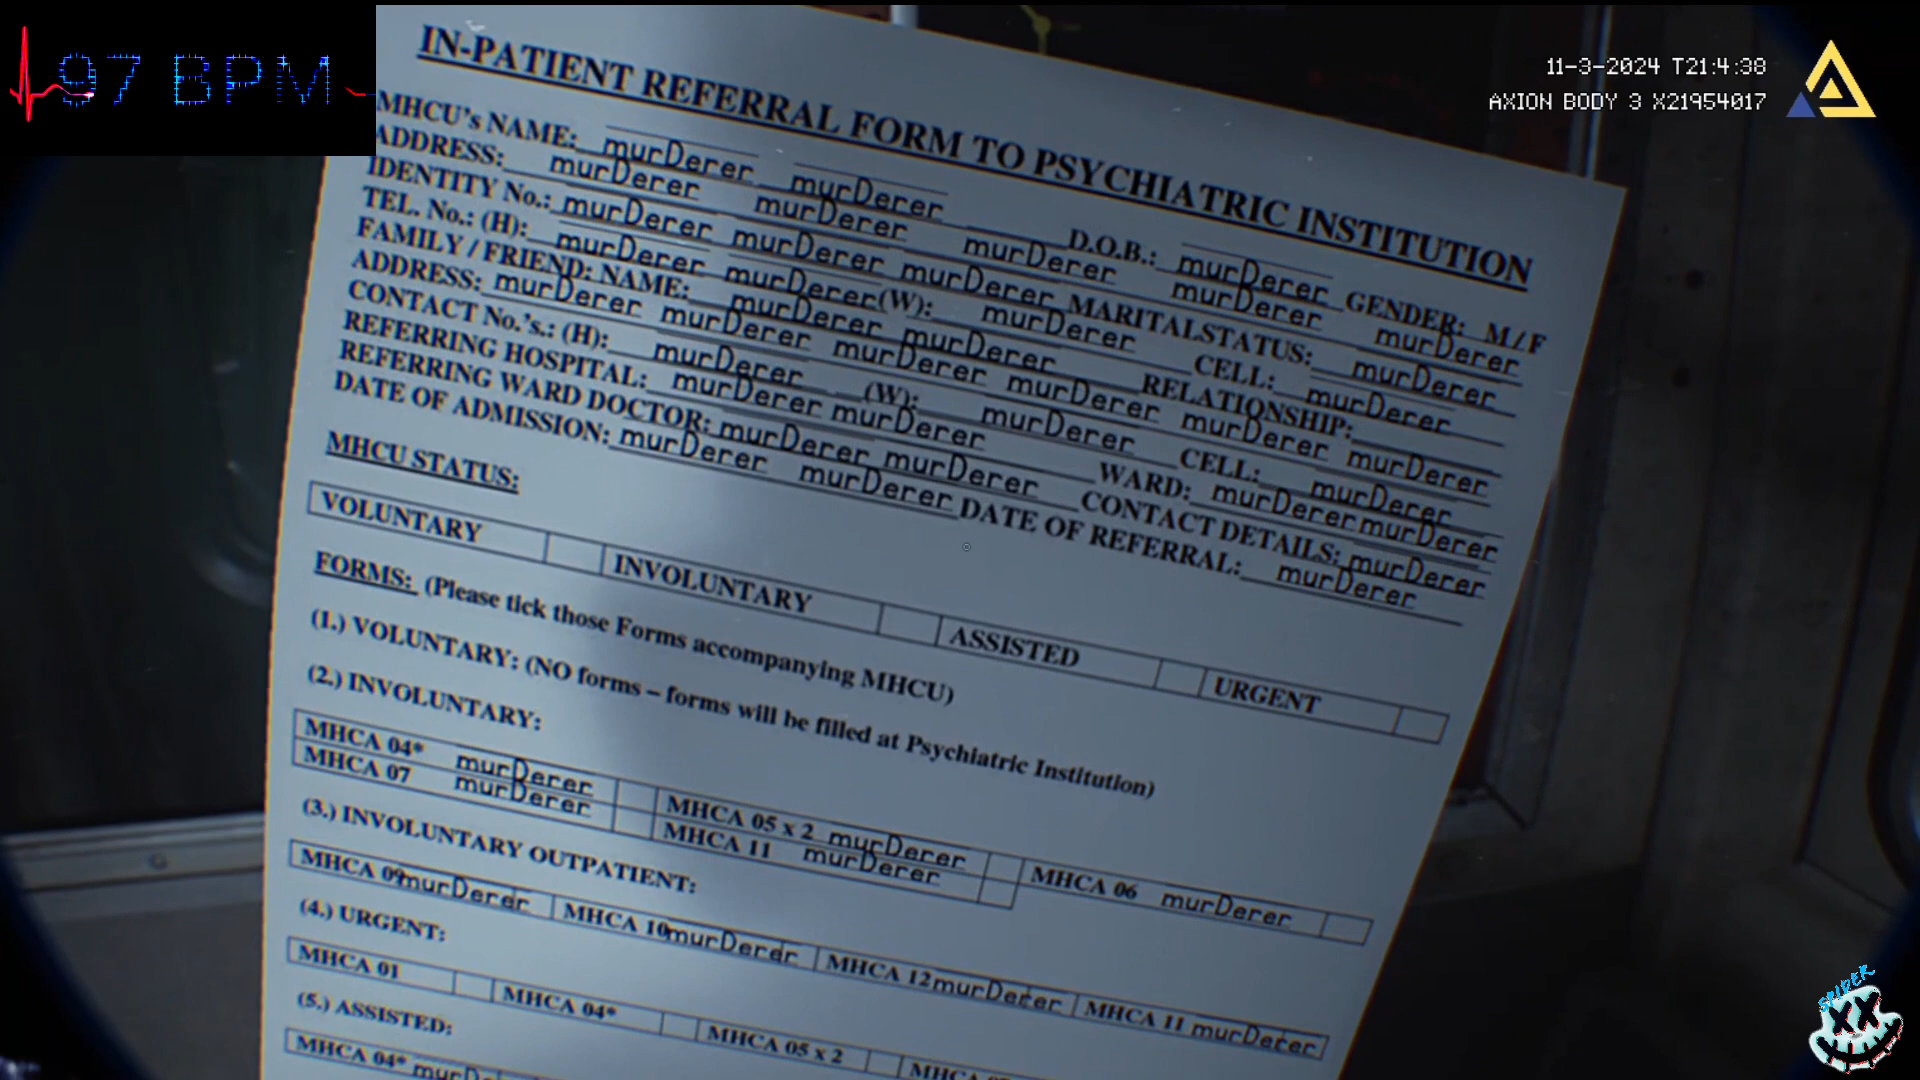 97 BPM
11-3-2024 T21:4:38
AXION BODY 3 X21954017
IN-PATIENT REFERRAL FORM TO PSYCHIATRIC INSTITUTION
MHCU's NAME: murDerer murDerer D.O.B.: murDerer GENDER: M / F
ADDRESS: murDerer murDerer murDerer murDerer murDerer
IDENTITY No.: murDerer murDerer murDerer MARITALSTATUS: murDerer
TEL. No.: (H): murDerer murDerer (W): murDerer CELL: murDerer
FAMILY / FRIEND: NAME: murDerer murDerer RELATIONSHIP:
ADDRESS: murDerer murDerer murDerer murDerer murDerer murDerer
CONTACT No.'s.: (H): murDerer (W): murDerer CELL: murDerer
REFERRING HOSPITAL: murDerer murDerer WARD: murDerer murDerer
REFERRING WARD DOCTOR: murDerer murDerer CONTACT DETAILS: murDerer
DATE OF ADMISSION: murDerer murDerer DATE OF REFERRAL: murDerer
MHCU STATUS:
VOLUNTARY INVOLUNTARY ASSISTED URGENT
FORMS: (Please tick those Forms accompanying MHCU)
(1.) VOLUNTARY: (NO forms – forms will be filled at Psychiatric Institution)
(2.) INVOLUNTARY:
MHCA 04* murDerer MHCA 05 x 2 murDerer MHCA 06 murDerer
MHCA 07 murDerer MHCA 11 murDerer
(3.) INVOLUNTARY OUTPATIENT:
MHCA 09 murDerer MHCA 10 murDerer MHCA 12 murDerer MHCA 11 murDerer
(4.) URGENT:
MHCA 01 MHCA 04* MHCA 05 x 2 MHCA
(5.) ASSISTED:
MHCA 04*
SPIDER